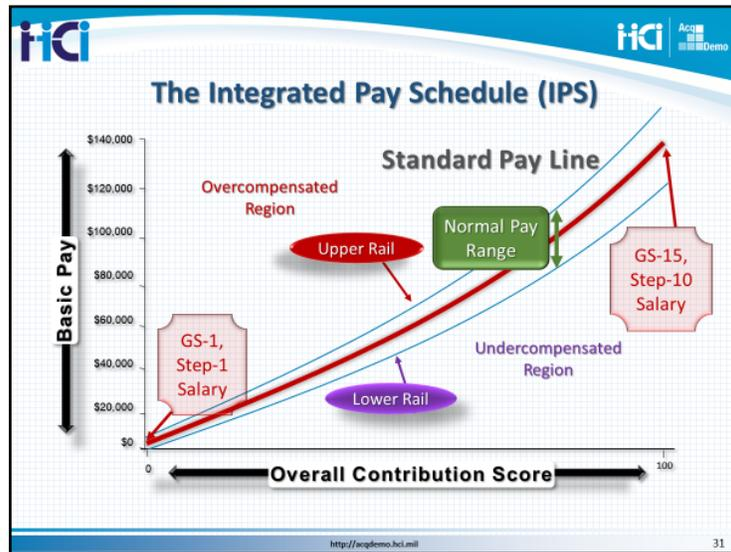 HCi
HCi
Acq
Demo
The Integrated Pay Schedule (IPS)
$140,000
$120,000
$100,000
$80,000
$60,000
$40,000
$20,000
$0
Basic Pay
Standard Pay Line
Overcompensated
Region
Normal Pay
Range
Upper Rail
GS-15,
Step-10
Salary
GS-1,
Step-1
Salary
Undercompensated
Region
Lower Rail
0
100
Overall Contribution Score
http://acqdemo.hci.mil
31